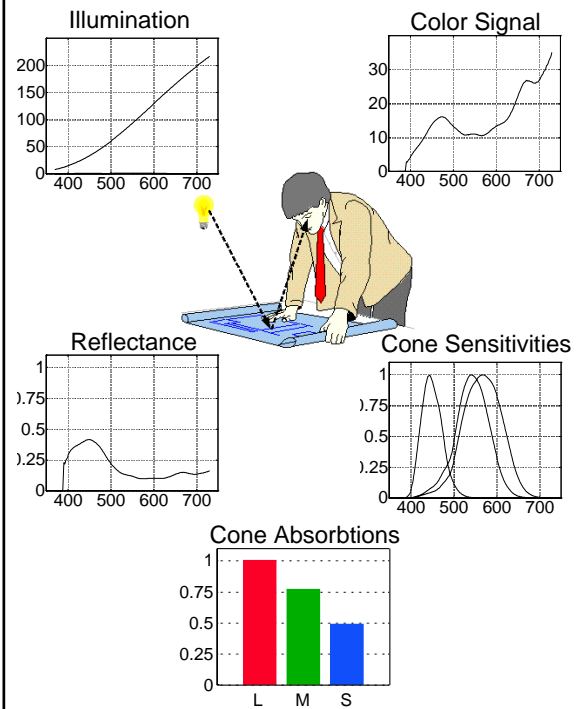 Illumination
200
150
100
50
0
400 500 600 700
Color Signal
30
20
10
0
400 500 600 700
Reflectance
1
).75
0.5
).25
0
400 500 600 700
Cone Sensitivities
1
).75
0.5
).25
0
400 500 600 700
Cone Absorbtions
1
0.75
0.5
0.25
0
L M S